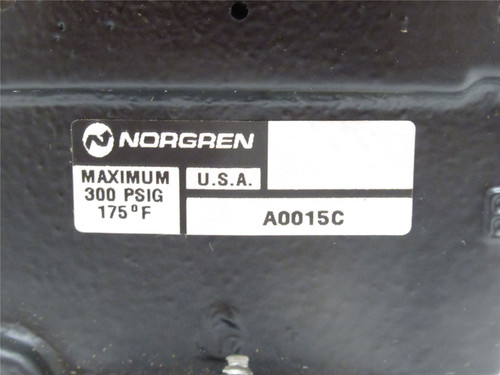 NORGREN
MAXIMUM
300 PSIG
175°F
U.S.A.
A0015C